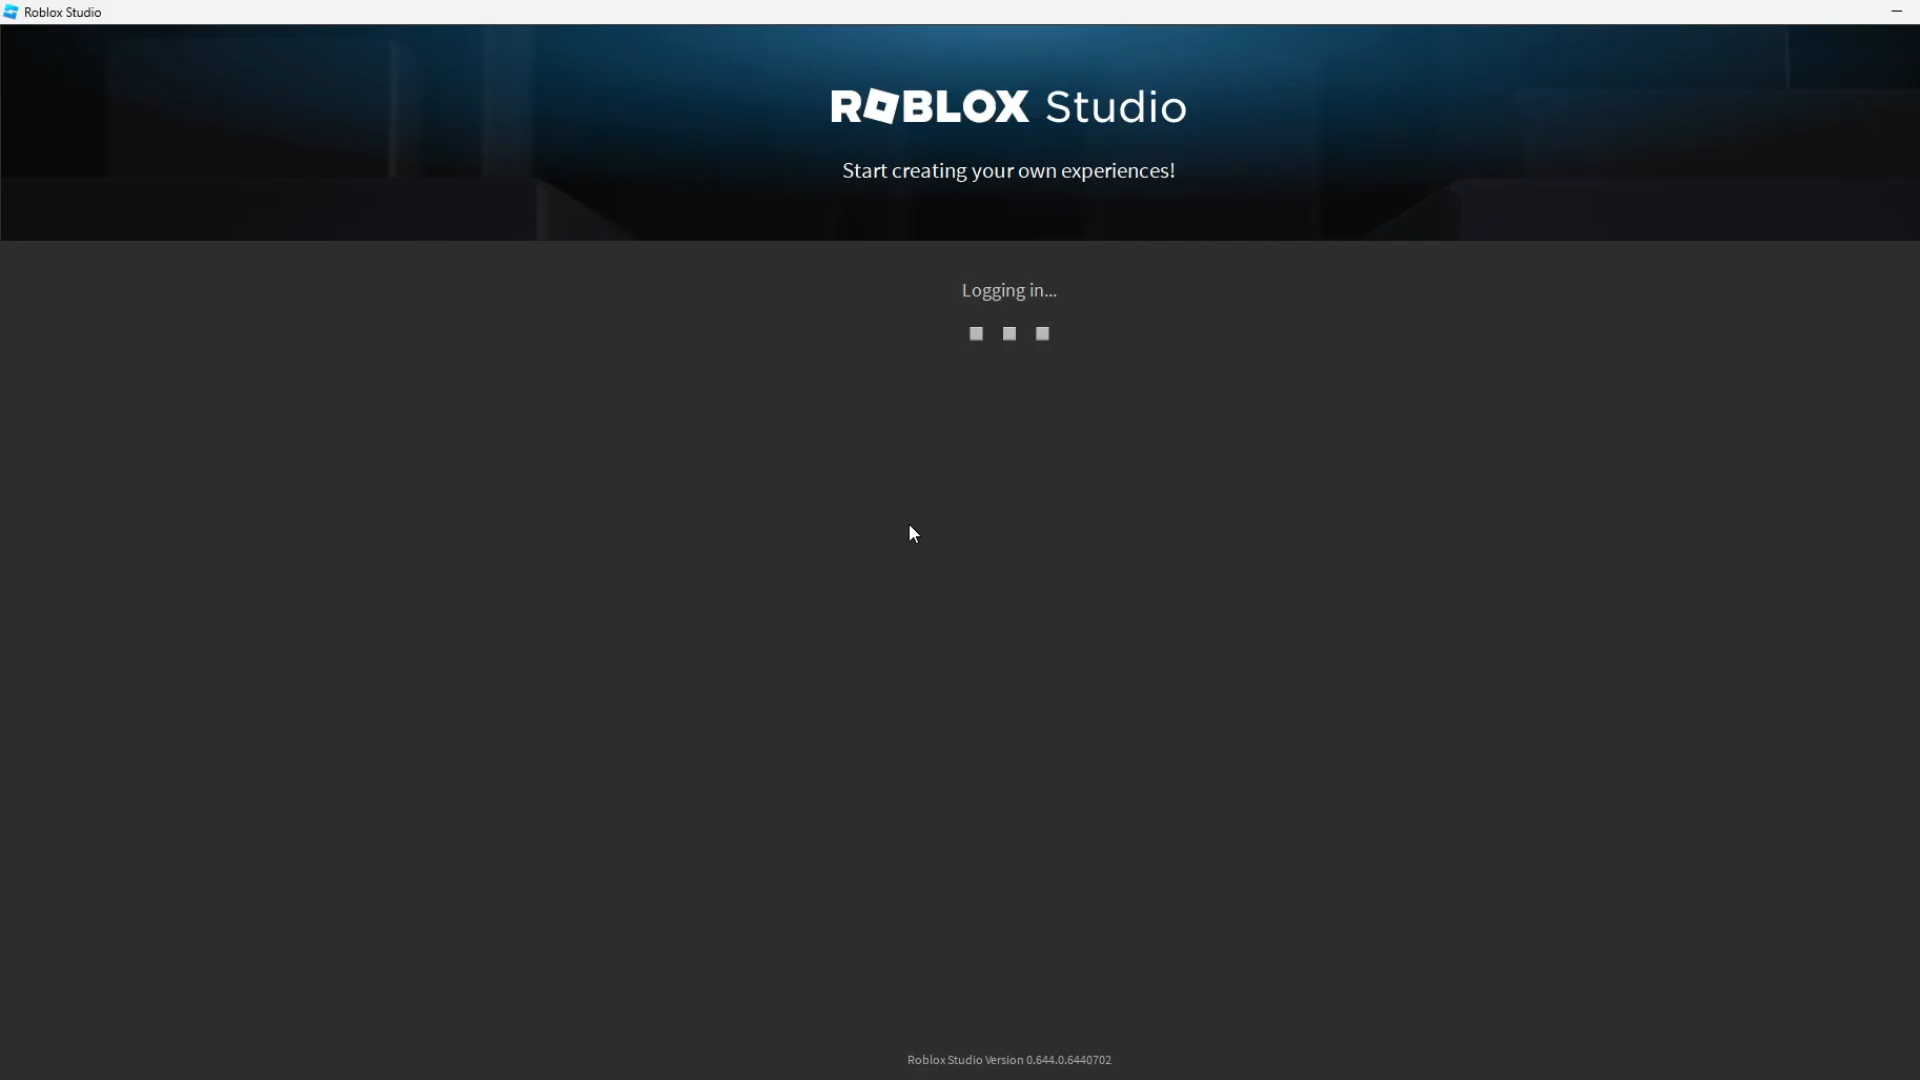 Roblox Studio
ROBLOX Studio
Start creating your own experiences!
Logging in...
Roblox Studio Version 0.644.0.6440702